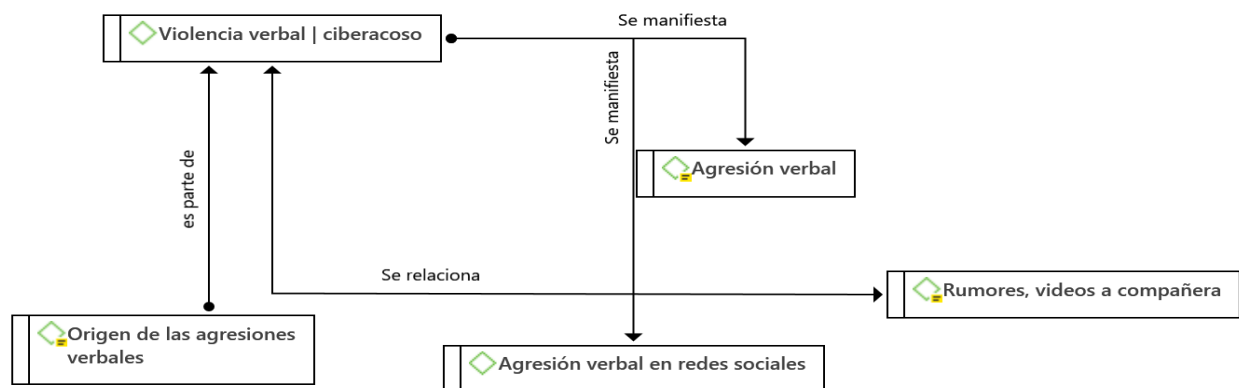 Se manifiesta
Violencia verbal | ciberacoso
Se manifiesta
es parte de
Agresión verbal
Se relaciona
Rumores, videos a compañera
Origen de las agresiones
verbales
Agresión verbal en redes sociales